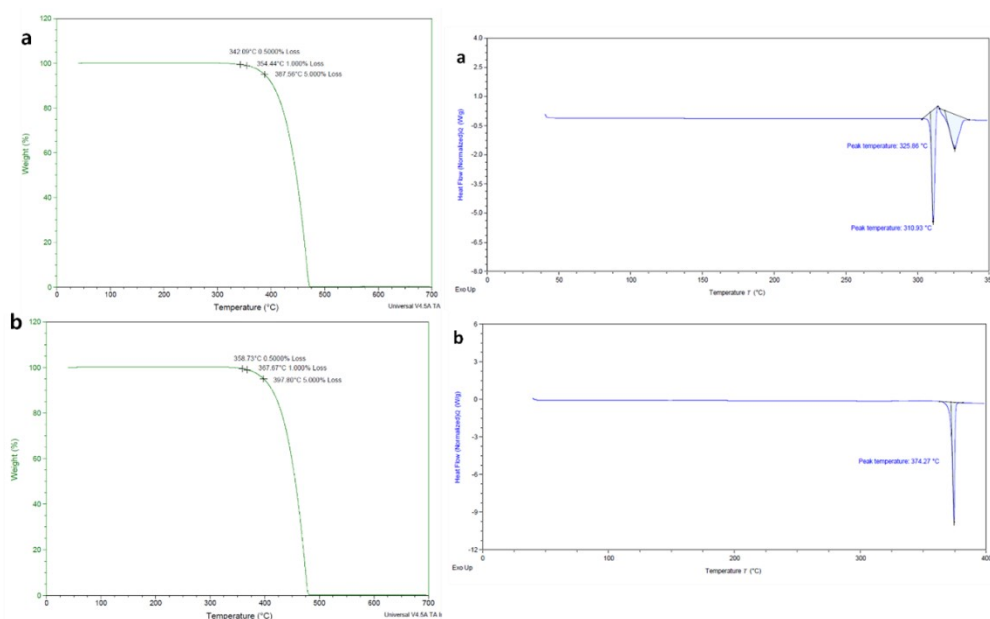 a
120
100
80
60
40
20
0
Weight (%)
342.69°C 0.5000% Loss
354.44°C 1.000% Loss
387.56°C 5.000% Loss
0 100 200 300 400 500 600 700
Temperature (°C)
Universal V4.5A TA
a
4.0
2.5
1.0
-0.5
-2.0
-3.5
-5.0
-6.5
-8.0
Heat Flow (Normalized) (W/g)
Peak temperature: 325.66 °C
Peak temperature: 310.93 °C
0 50 100 150 200 250 300 350
Exo Up
Temperature T (°C)
b
120
100
80
60
40
20
0
Weight (%)
358.73°C 0.5000% Loss
367.87°C 1.000% Loss
397.80°C 5.000% Loss
0 100 200 300 400 500 600 700
Temperature (°C)
Universal V4.5A TA
b
6
3
0
-3
-6
-9
-12
Heat Flow (Normalized) (W/g)
Peak temperature: 374.27 °C
0 100 200 300 400
Exo Up
Temperature T (°C)